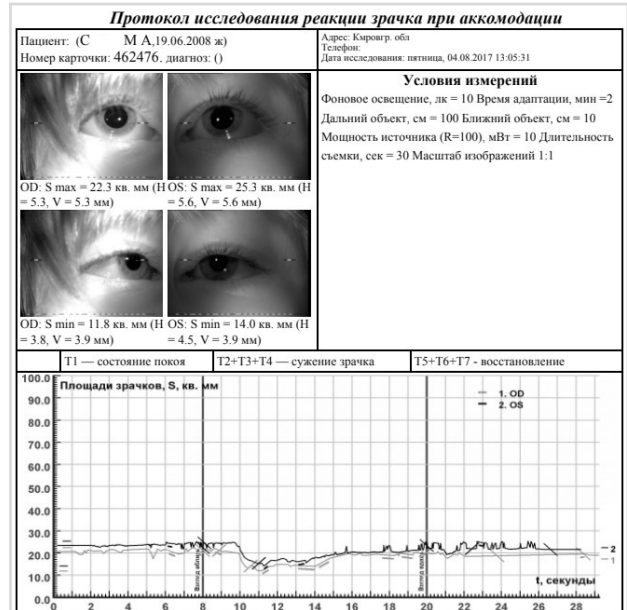 Протокол исследования реакции зрачка при аккомодации
Пациент: (С М А,19.06.2008 ж)
Номер карточки: 462476. диагноз: ()
Адрес: Кмровгр. обл
Телефон:
Дата исследования: пятница, 04.08.2017 13:05:31
Условия измерений
Фоновое освещение, лк = 10 Время адаптации, мин =2
Дальний объект, см = 100 Ближний объект, см = 10
Мощность источника (R=100), мВт = 10 Длительность
съемки, сек = 30 Масштаб изображений 1:1
OD: S max = 22.3 кв. мм (H
= 5.3, V = 5.3 мм)
OS: S max = 25.3 кв. мм (H
= 5.6, V = 5.6 мм)
OD: S min = 11.8 кв. мм (H
= 3.8, V = 3.9 мм)
OS: S min = 14.0 кв. мм (H
= 4.5, V = 3.9 мм)
T1 — состояние покоя
T2+T3+T4 — сужение зрачка
T5+T6+T7 - восстановление
Площади зрачков, S, кв. мм
1. OD
2. OS
100.0
90.0
80.0
70.0
60.0
50.0
40.0
30.0
20.0
10.0
0.0
2
1
t, секунды
0 2 4 6 8 10 12 14 16 18 20 22 24 26 28